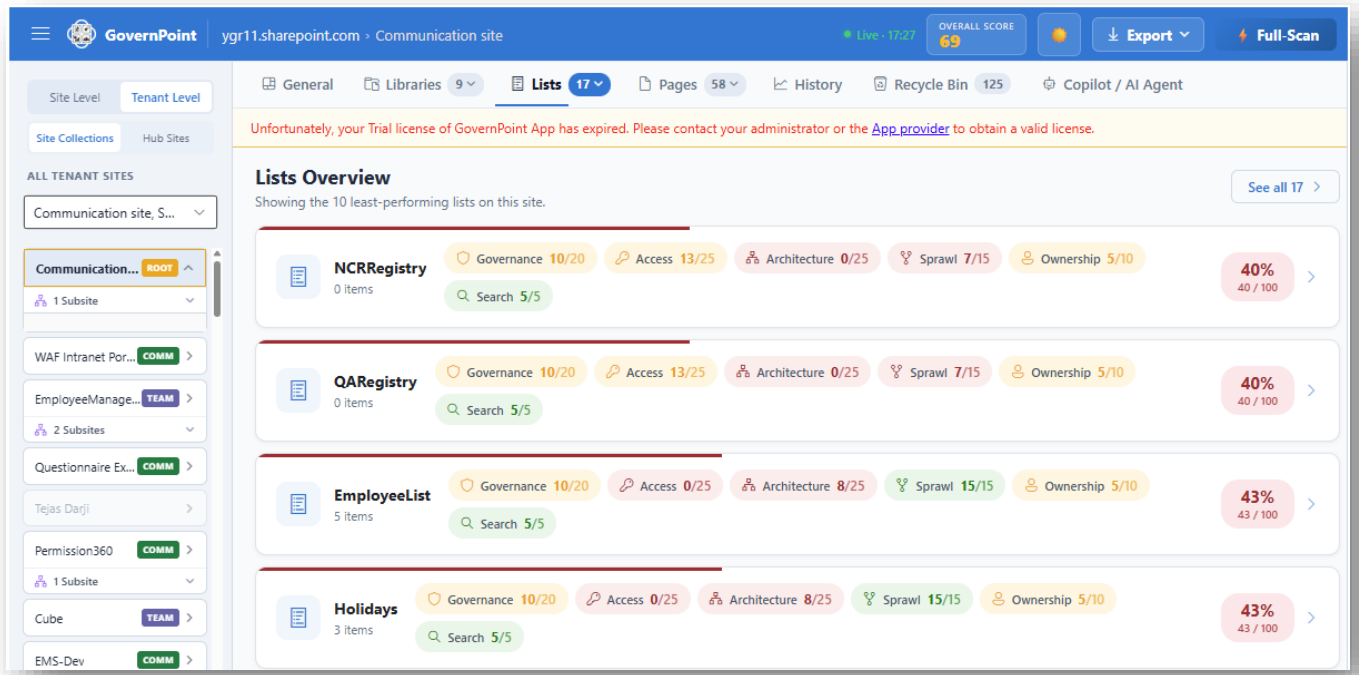 GovernPoint ygr11.sharepoint.com › Communication site Live · 17:27 OVERALL SCORE 69 Export Full-Scan
Site Level Tenant Level
Site Collections Hub Sites
ALL TENANT SITES
Communication site, S...
Communication... ROOT
1 Subsite
WAF Intranet Por... COMM
EmployeeManage... TEAM
2 Subsites
Questionnaire Ex... COMM
Tejas Darji
Permission360 COMM
1 Subsite
Cube TEAM
EMS-Dev COMM
General Libraries 9 Lists 17 Pages 58 History Recycle Bin 125 Copilot / AI Agent
Unfortunately, your Trial license of GovernPoint App has expired. Please contact your administrator or the App provider to obtain a valid license.
Lists Overview
Showing the 10 least-performing lists on this site.
See all 17
NCRRegistry
0 items
Governance 10/20 Access 13/25 Architecture 0/25 Sprawl 7/15 Ownership 5/10
Search 5/5
40%
40 / 100
QARegistry
0 items
Governance 10/20 Access 13/25 Architecture 0/25 Sprawl 7/15 Ownership 5/10
Search 5/5
40%
40 / 100
EmployeeList
5 items
Governance 10/20 Access 0/25 Architecture 8/25 Sprawl 15/15 Ownership 5/10
Search 5/5
43%
43 / 100
Holidays
3 items
Governance 10/20 Access 0/25 Architecture 8/25 Sprawl 15/15 Ownership 5/10
Search 5/5
43%
43 / 100